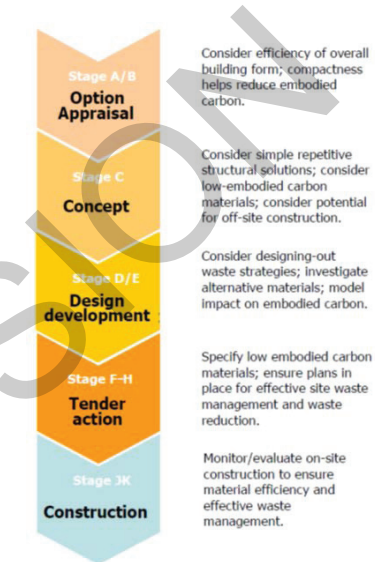 Stage A/B
Option
Appraisal
Consider efficiency of overall
building form; compactness
helps reduce embodied
carbon.
Stage C
Concept
Consider simple repetitive
structural solutions; consider
low-embodied carbon
materials; consider potential
for off-site construction.
Stage D/E
Design
development
Consider designing-out
waste strategies; investigate
alternative materials; model
impact on embodied carbon.
Stage F-H
Tender
action
Specify low embodied carbon
materials; ensure plans in
place for effective site waste
management and waste
reduction.
Stage JK
Construction
Monitor/evaluate on-site
construction to ensure
material efficiency and
effective waste
management.
SION